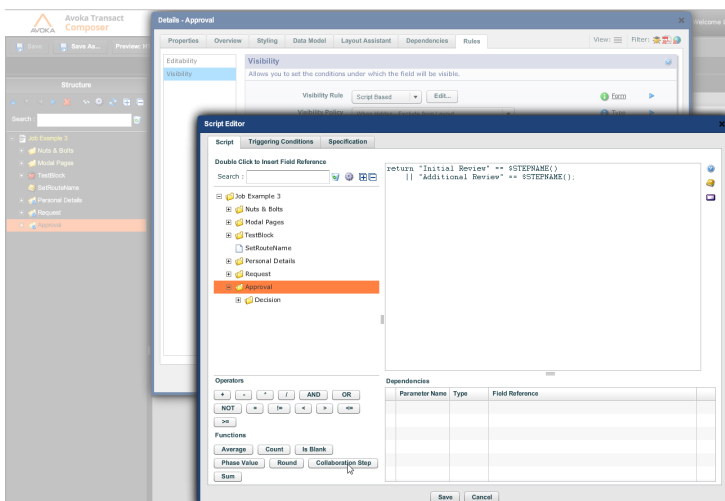 Avoka Transact
Composer
AVOKA
Welcome
Save
Save As...
Preview: HT
Structure
Search :
Job Example 3
Nuts & Bolts
Modal Pages
TestBlock
SetRouteName
Personal Details
Request
Approval
Details - Approval
Properties
Overview
Styling
Data Model
Layout Assistant
Dependencies
Rules
View:
Filter:
Editability
Visibility
Visibility
Allows you to set the conditions under which the field will be visible.
Visibility Rule
Script Based
Edit...
Form
Visibility Policy
Type
Script Editor
Script
Triggering Conditions
Specification
Double Click to Insert Field Reference
Search :
return "Initial Review" == $STEPNAME()
|| "Additional Review" == $STEPNAME();
Job Example 3
Nuts & Bolts
Modal Pages
TestBlock
SetRouteName
Personal Details
Request
Approval
Decision
Operators
+ - * / AND OR
NOT = != < > <=
>=
Functions
Average Count Is Blank
Phase Value Round Collaboration Step
Sum
Dependencies
Parameter Name Type Field Reference
Save Cancel